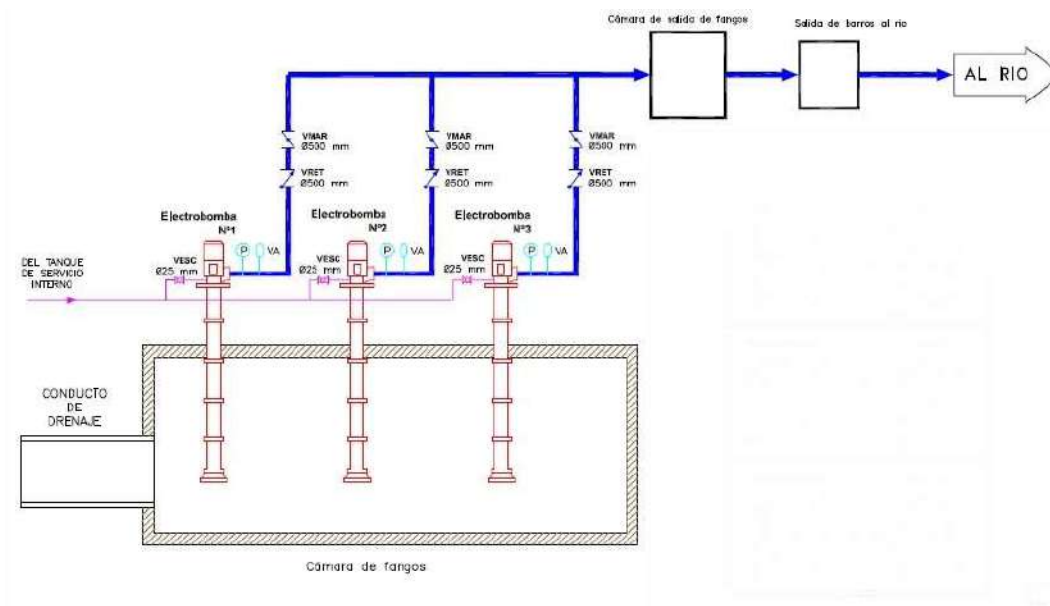 Cámara de salida de fangos
Salida de barros al rio
AL RIO
VMAR
Ø500 mm
VRET
Ø500 mm
VMAR
Ø500 mm
VRET
Ø500 mm
VMAR
Ø500 mm
VRET
Ø500 mm
Electrobomba
Nº1
Electrobomba
Nº2
Electrobomba
Nº3
VESC
Ø25 mm
P
VA
VESC
Ø25 mm
P
VA
VESC
Ø25 mm
P
VA
DEL TANQUE
DE SERVICIO
INTERNO
CONDUCTO
DE
DRENAJE
Cámara de fangos